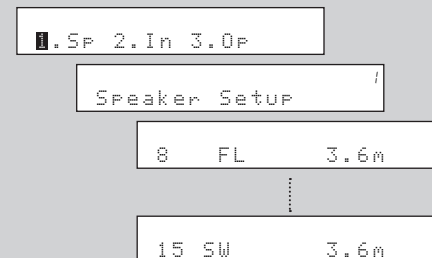 1.Sp 2.In 3.Op
1
Speaker Setup
8 FL 3.6m
15 SW 3.6m